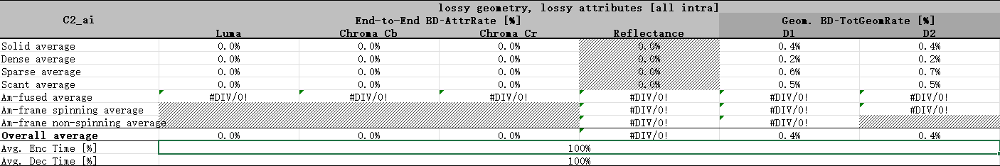 lossy geometry, lossy attributes [all intra]
C2_ai End-to-End BD-AttrRate [%] Geom. BD-TotGeomRate [%]
Luma Chroma Cb Chroma Cr Reflectance D1 D2
Solid average 0.0% 0.0% 0.0% 0.0% 0.4% 0.4%
Dense average 0.0% 0.0% 0.0% 0.0% 0.2% 0.2%
Sparse average 0.0% 0.0% 0.0% 0.0% 0.6% 0.7%
Scant average 0.0% 0.0% 0.0% 0.0% 0.5% 0.5%
Am-fused average #DIV/0! #DIV/0! #DIV/0! #DIV/0! #DIV/0! #DIV/0!
Am-frame spinning average #DIV/0! #DIV/0! #DIV/0!
Am-frame non-spinning average #DIV/0! #DIV/0!
Overall average 0.0% 0.0% 0.0% #DIV/0! 0.4% 0.4%
Avg. Enc Time [%] 100%
Avg. Dec Time [%] 100%